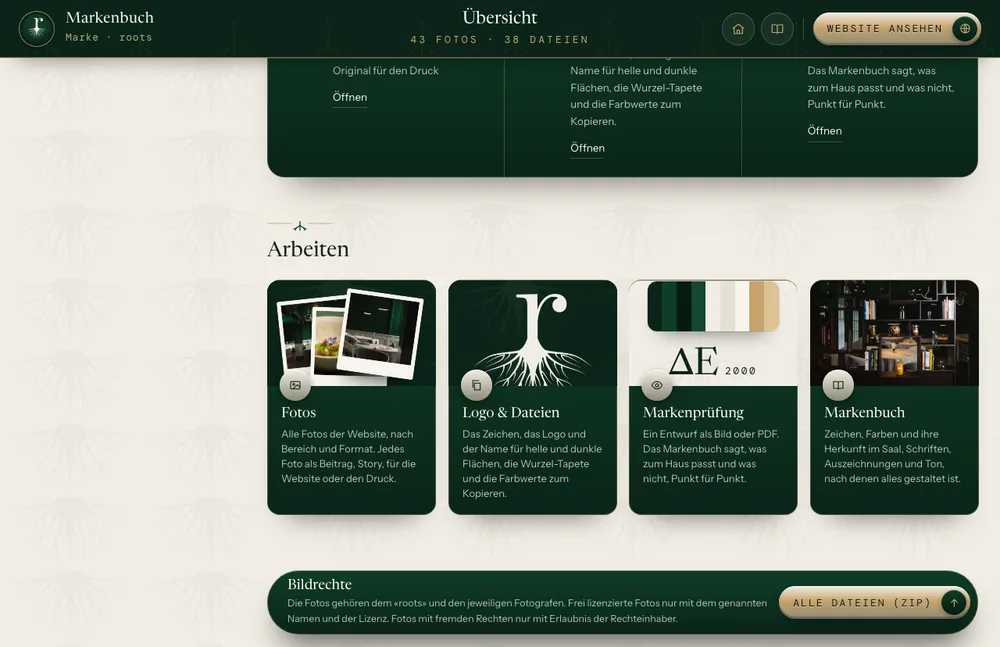 Markenbuch
Marke · roots
Übersicht
43 FOTOS · 38 DATEIEN
WEBSITE ANSEHEN
Original für den Druck
Öffnen
Name für helle und dunkle
Flächen, die Wurzel-Tapete
und die Farbwerte zum
Kopieren.
Öffnen
Das Markenbuch sagt, was
zum Haus passt und was nicht,
Punkt für Punkt.
Öffnen
Arbeiten
r
ΔE 2000
Fotos
Alle Fotos der Website, nach
Bereich und Format. Jedes
Foto als Beitrag, Story, für die
Website oder den Druck.
Logo & Dateien
Das Zeichen, das Logo und
der Name für helle und dunkle
Flächen, die Wurzel-Tapete
und die Farbwerte zum
Kopieren.
Markenprüfung
Ein Entwurf als Bild oder PDF.
Das Markenbuch sagt, was
zum Haus passt und was
nicht, Punkt für Punkt.
Markenbuch
Zeichen, Farben und ihre
Herkunft im Saal, Schriften,
Auszeichnungen und Ton,
nach denen alles gestaltet ist.
Bildrechte
Die Fotos gehören dem «roots» und den jeweiligen Fotografen. Frei lizenzierte Fotos nur mit dem genannten
Namen und der Lizenz. Fotos mit fremden Rechten nur mit Erlaubnis der Rechteinhaber.
ALLE DATEIEN (ZIP)